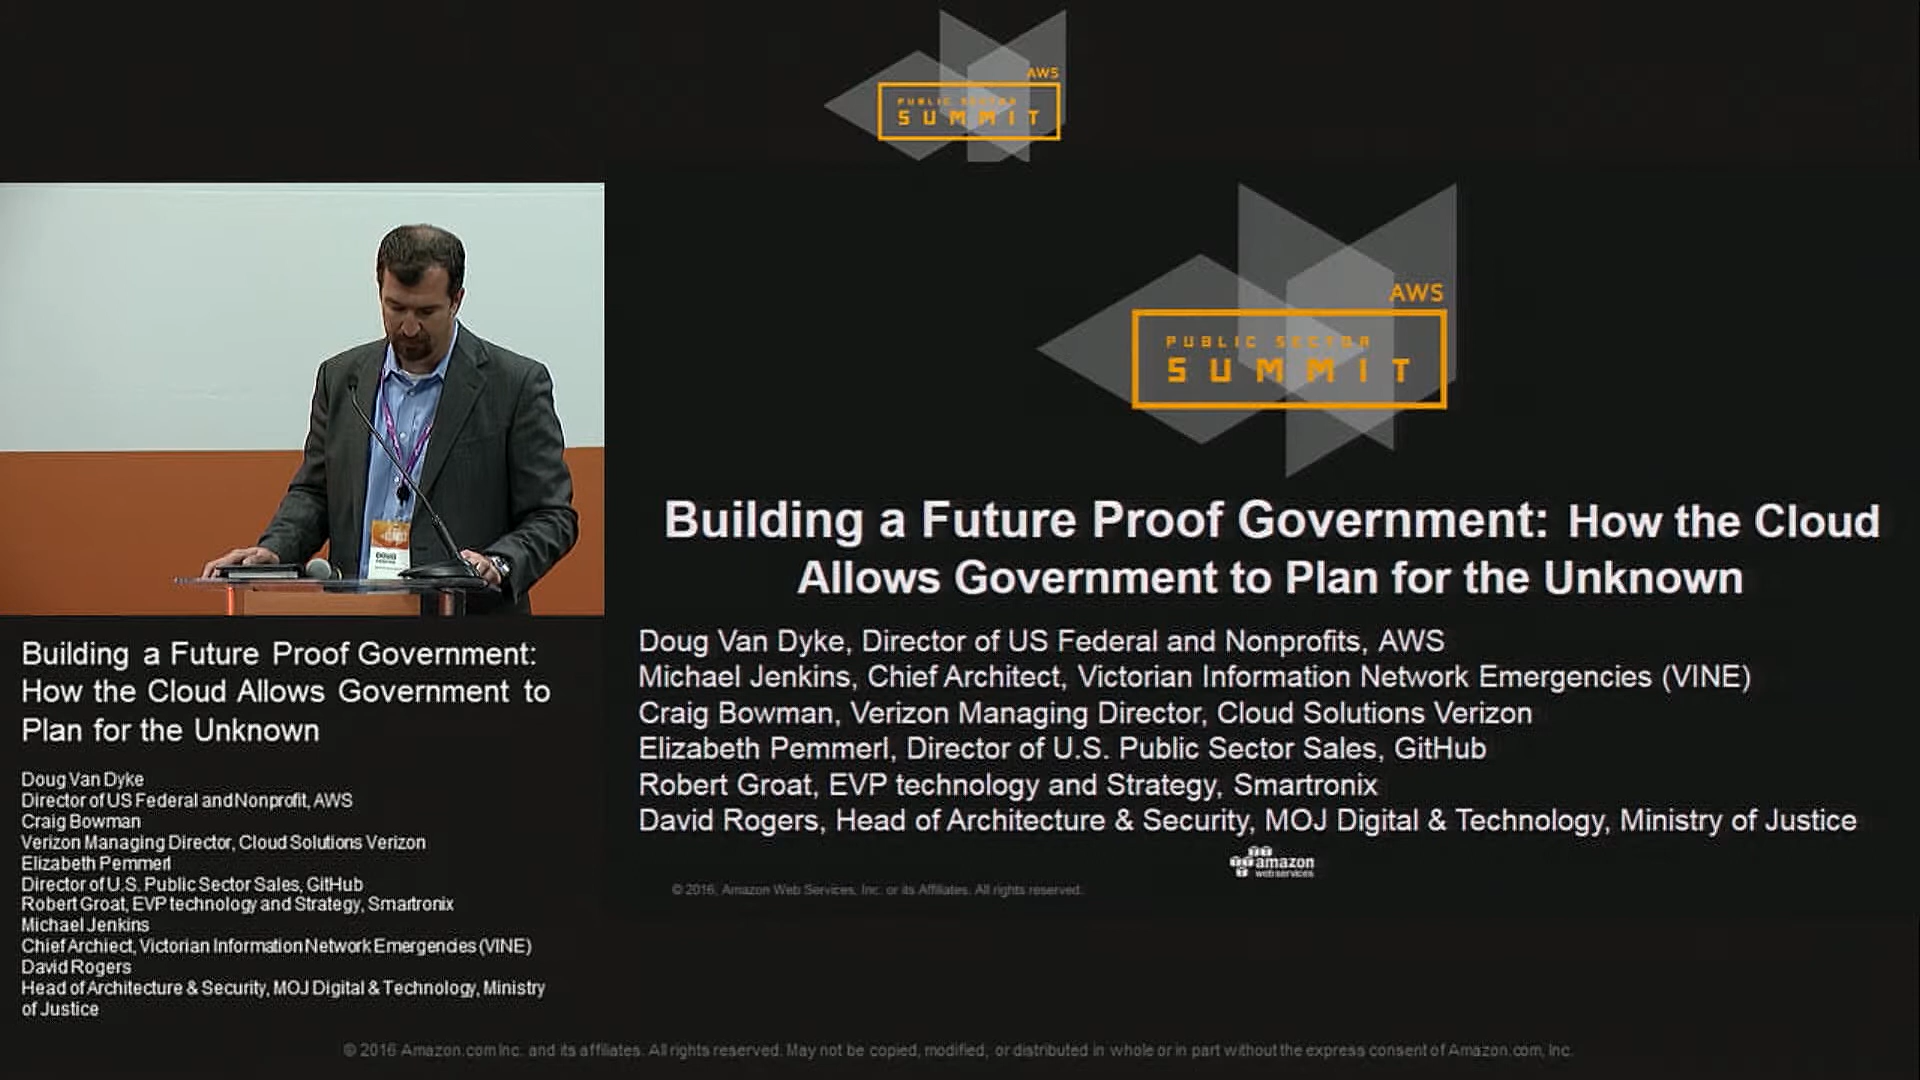 AWS
PUBLIC SECTOR
SUMMIT
AWS
PUBLIC SECTOR
SUMMIT
DOUG
Building a Future Proof Government: How the Cloud
Allows Government to Plan for the Unknown
Doug Van Dyke, Director of US Federal and Nonprofits, AWS
Michael Jenkins, Chief Architect, Victorian Information Network Emergencies (VINE)
Craig Bowman, Verizon Managing Director, Cloud Solutions Verizon
Elizabeth Pemmerl, Director of U.S. Public Sector Sales, GitHub
Robert Groat, EVP technology and Strategy, Smartronix
David Rogers, Head of Architecture & Security, MOJ Digital & Technology, Ministry of Justice
amazon
webservices
© 2016, Amazon Web Services, Inc. or its Affiliates. All rights reserved.
Building a Future Proof Government:
How the Cloud Allows Government to
Plan for the Unknown
Doug Van Dyke
Director of US Federal and Nonprofit, AWS
Craig Bowman
Verizon Managing Director, Cloud Solutions Verizon
Elizabeth Pemmerl
Director of U.S. Public Sector Sales, GitHub
Robert Groat, EVP technology and Strategy, Smartronix
Michael Jenkins
Chief Archiect, Victorian Information Network Emergencies (VINE)
David Rogers
Head of Architecture & Security, MOJ Digital & Technology, Ministry
of Justice
© 2016 Amazon.com Inc. and its affiliates. All rights reserved. May not be copied, modified, or distributed in whole or in part without the express consent of Amazon.com, Inc.